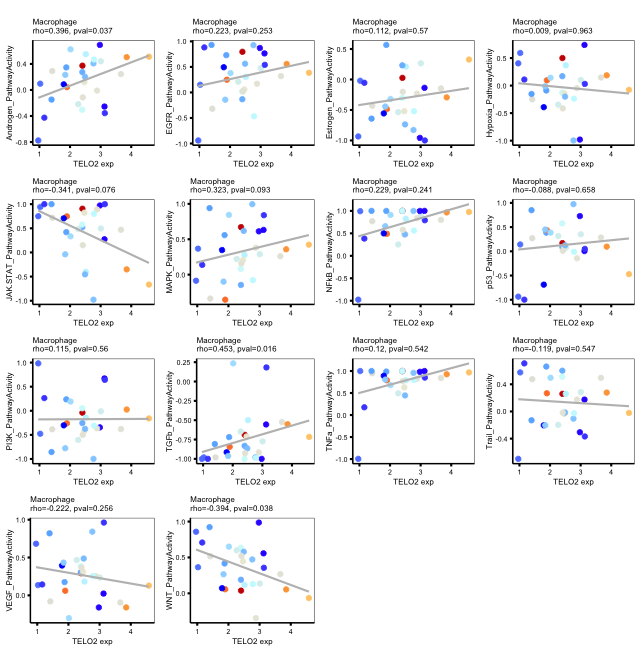 Macrophage
rho=0.396, pval=0.037
Androgen_PathwayActivity
0.4
0.0
-0.4
-0.8
1 2 3 4
TELO2 exp
Macrophage
rho=0.223, pval=0.253
EGFR_PathwayActivity
1.0
0.5
0.0
-0.5
-1.0
1 2 3 4
TELO2 exp
Macrophage
rho=0.112, pval=0.57
Estrogen_PathwayActivity
0.5
0.0
-0.5
-1.0
1 2 3 4
TELO2 exp
Macrophage
rho=0.009, pval=0.963
Hypoxia_PathwayActivity
0.5
0.0
-0.5
-1.0
1 2 3 4
TELO2 exp
Macrophage
rho=-0.341, pval=0.076
JAK.STAT_PathwayActivity
1.0
0.5
0.0
-0.5
-1.0
1 2 3 4
TELO2 exp
Macrophage
rho=0.323, pval=0.093
MAPK_PathwayActivity
1.0
0.5
0.0
1 2 3 4
TELO2 exp
Macrophage
rho=0.229, pval=0.241
NFkB_PathwayActivity
1.0
0.5
0.0
-0.5
-1.0
1 2 3 4
TELO2 exp
Macrophage
rho=-0.088, pval=0.658
p53_PathwayActivity
1.0
0.5
0.0
-0.5
-1.0
1 2 3 4
TELO2 exp
Macrophage
rho=0.115, pval=0.56
PI3K_PathwayActivity
1.0
0.5
0.0
-0.5
-1.0
1 2 3 4
TELO2 exp
Macrophage
rho=0.453, pval=0.016
TGFb_PathwayActivity
0.25
0.00
-0.25
-0.50
-0.75
-1.00
1 2 3 4
TELO2 exp
Macrophage
rho=0.12, pval=0.542
TNFa_PathwayActivity
1.0
0.5
0.0
-0.5
-1.0
1 2 3 4
TELO2 exp
Macrophage
rho=-0.119, pval=0.547
Trail_PathwayActivity
0.4
0.0
-0.4
1 2 3 4
TELO2 exp
Macrophage
rho=-0.222, pval=0.256
VEGF_PathwayActivity
1.0
0.5
0.0
1 2 3 4
TELO2 exp
Macrophage
rho=-0.394, pval=0.038
WNT_PathwayActivity
1.0
0.5
0.0
1 2 3 4
TELO2 exp